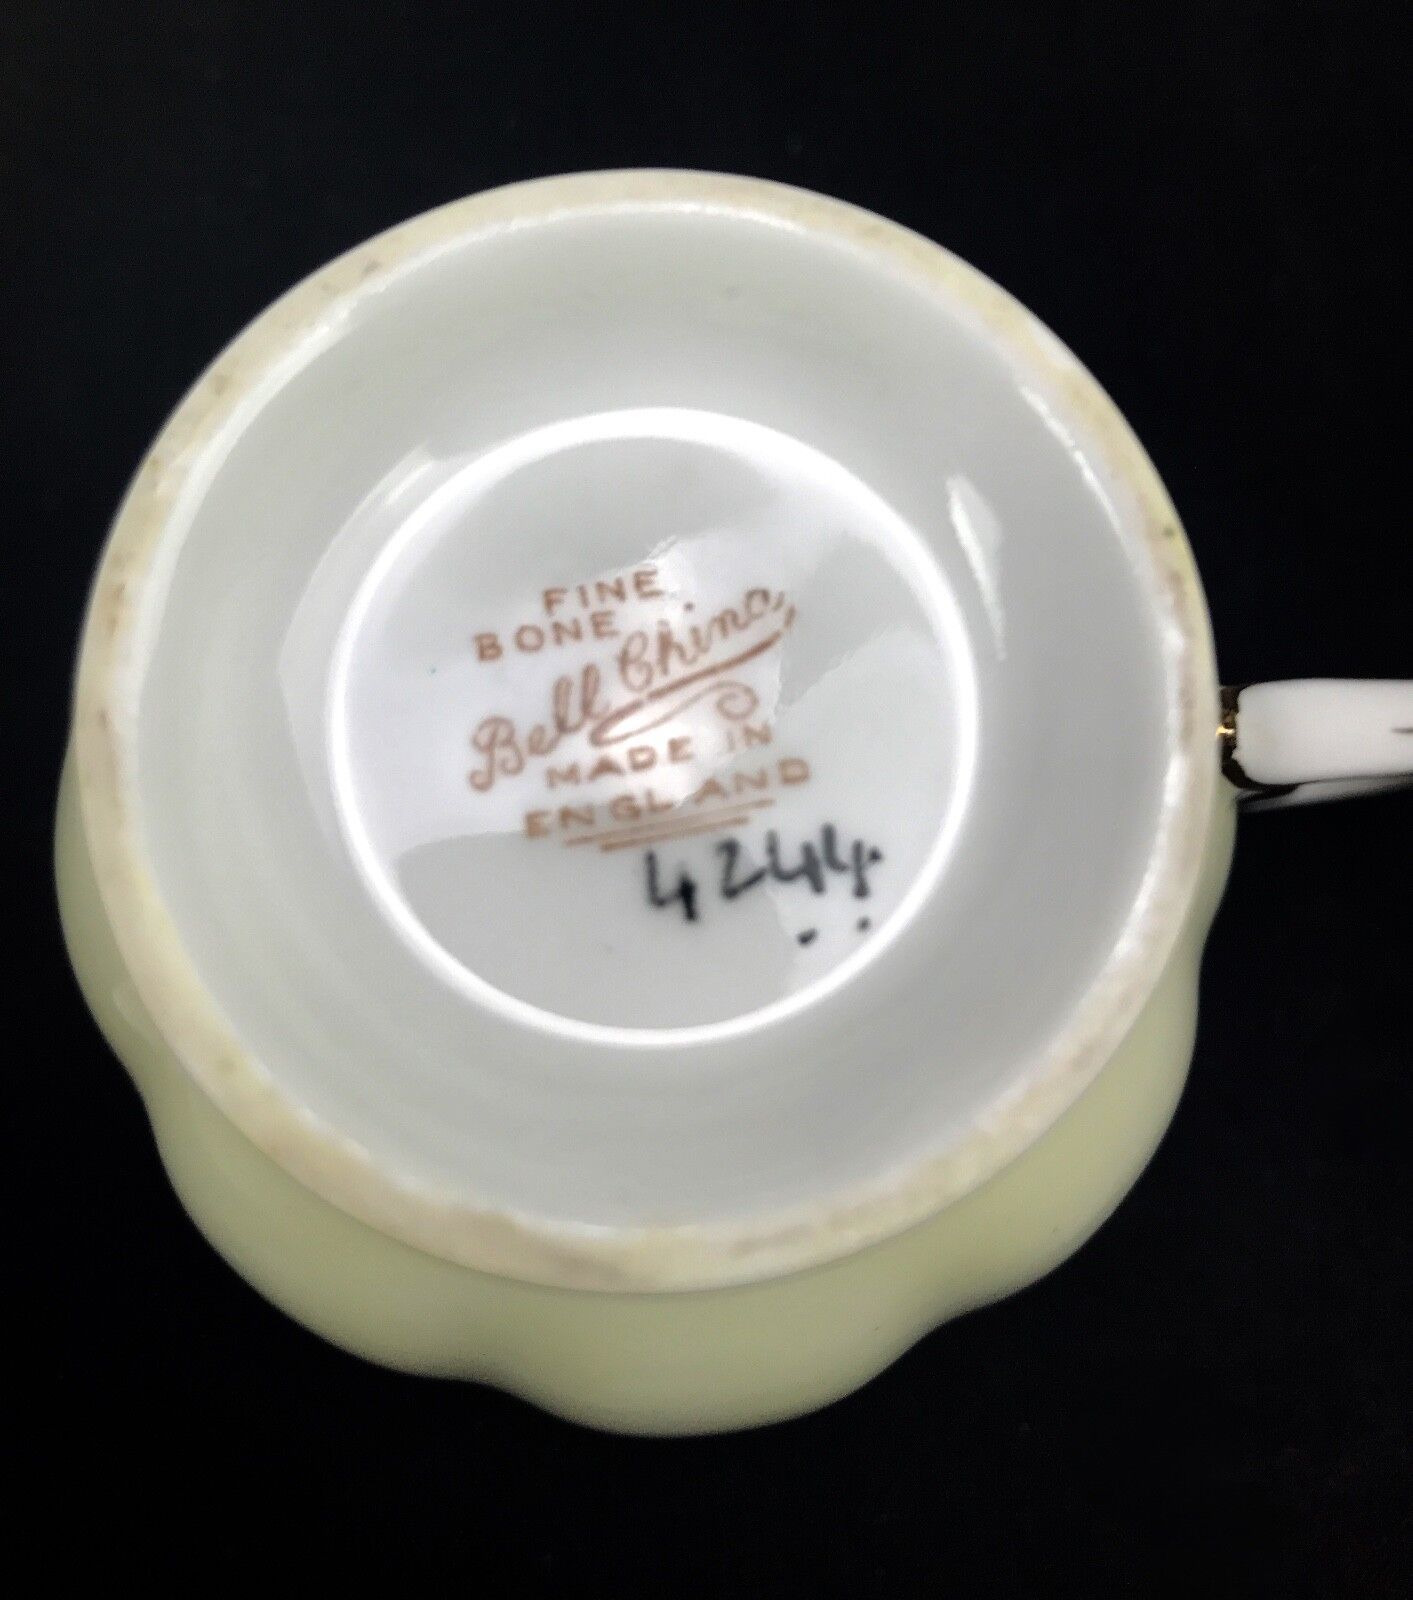 FINE
BONE
Bell China
MADE IN
ENGLAND
4244